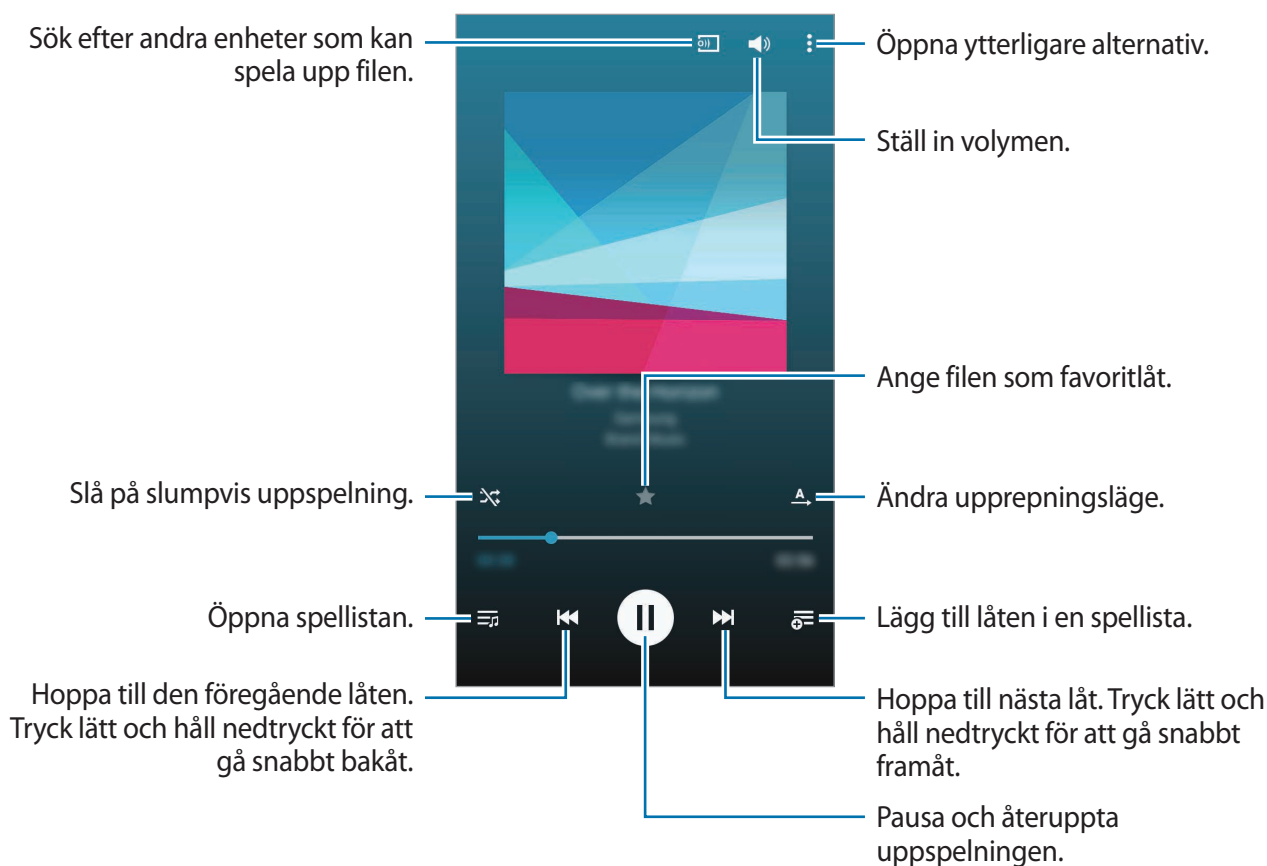 Sök efter andra enheter som kan
spela upp filen.
Öppna ytterligare alternativ.
Ställ in volymen.
Ange filen som favoritlåt.
Slå på slumpvis uppspelning.
A
Ändra upprepningsläge.
Öppna spellistan.
Lägg till låten i en spellista.
Hoppa till den föregående låten.
Tryck lätt och håll nedtryckt för att
gå snabbt bakåt.
Hoppa till nästa låt. Tryck lätt och
håll nedtryckt för att gå snabbt
framåt.
Pausa och återuppta
uppspelningen.